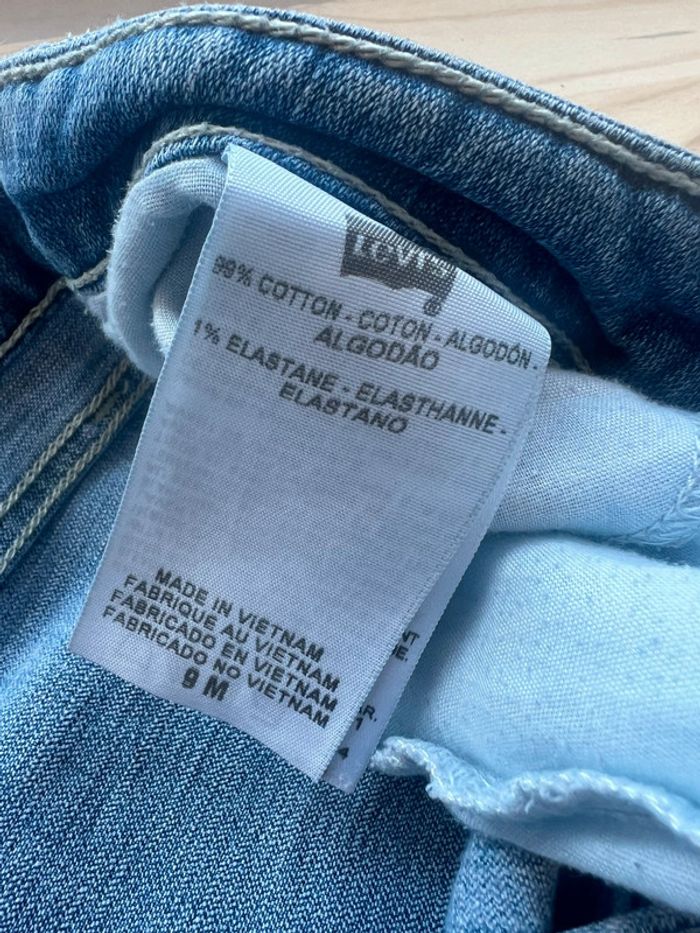 Levi's
99% COTTON - COTON - ALGODÓN -
ALGODÃO
1% ELASTANE - ELASTHANNE -
ELASTANO
MADE IN VIETNAM
FABRIQUE AU VIETNAM
FABRICADO EN VIETNAM
FABRICADO NO VIETNAM
9 M